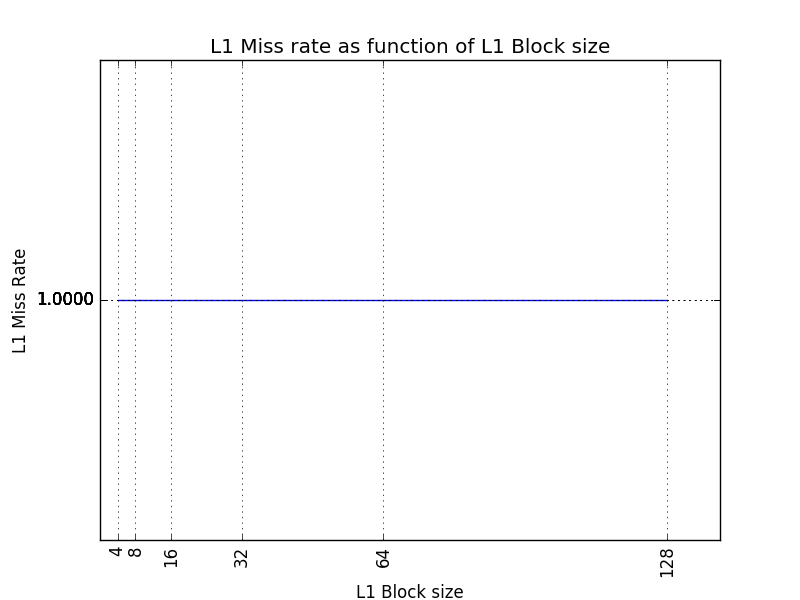 L1 Miss rate as function of L1 Block size
L1 Miss Rate
1.0000
4 8 16 32 64 128
L1 Block size